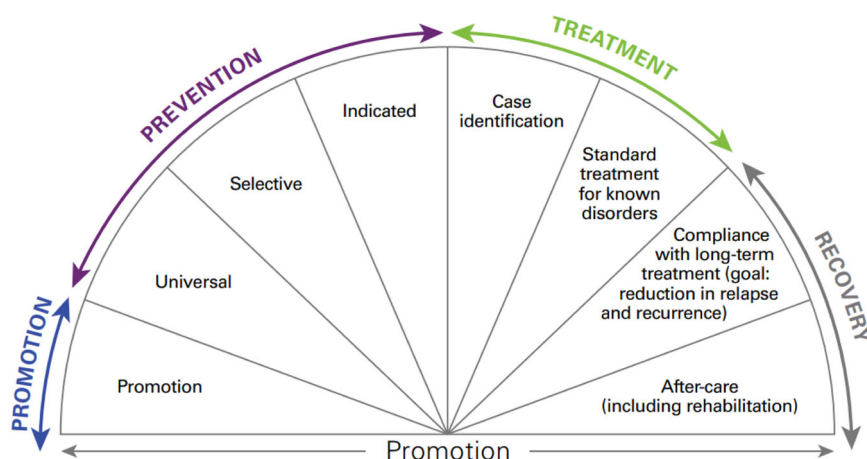 PROMOTION
PREVENTION
TREATMENT
RECOVERY
Promotion
Universal
Selective
Indicated
Case
identification
Standard
treatment
for known
disorders
Compliance
with long-term
treatment (goal:
reduction in relapse
and recurrence)
After-care
(including rehabilitation)
Promotion